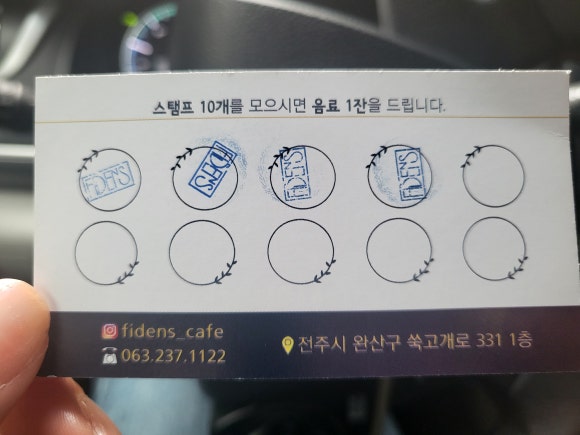 스탬프 10개를 모으시면 음료 1잔을 드립니다.
FIDENS FIDENS FIDENS FIDENS
fidens_cafe
063.237.1122
전주시 완산구 쑥고개로 331 1층